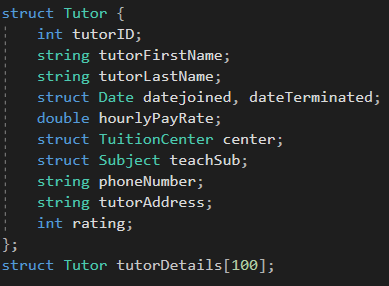 struct Tutor {
int tutorID;
string tutorFirstName;
string tutorLastName;
struct Date datejoined, dateTerminated;
double hourlyPayRate;
struct TuitionCenter center;
struct Subject teachSub;
string phoneNumber;
string tutorAddress;
int rating;
};
struct Tutor tutorDetails[100];